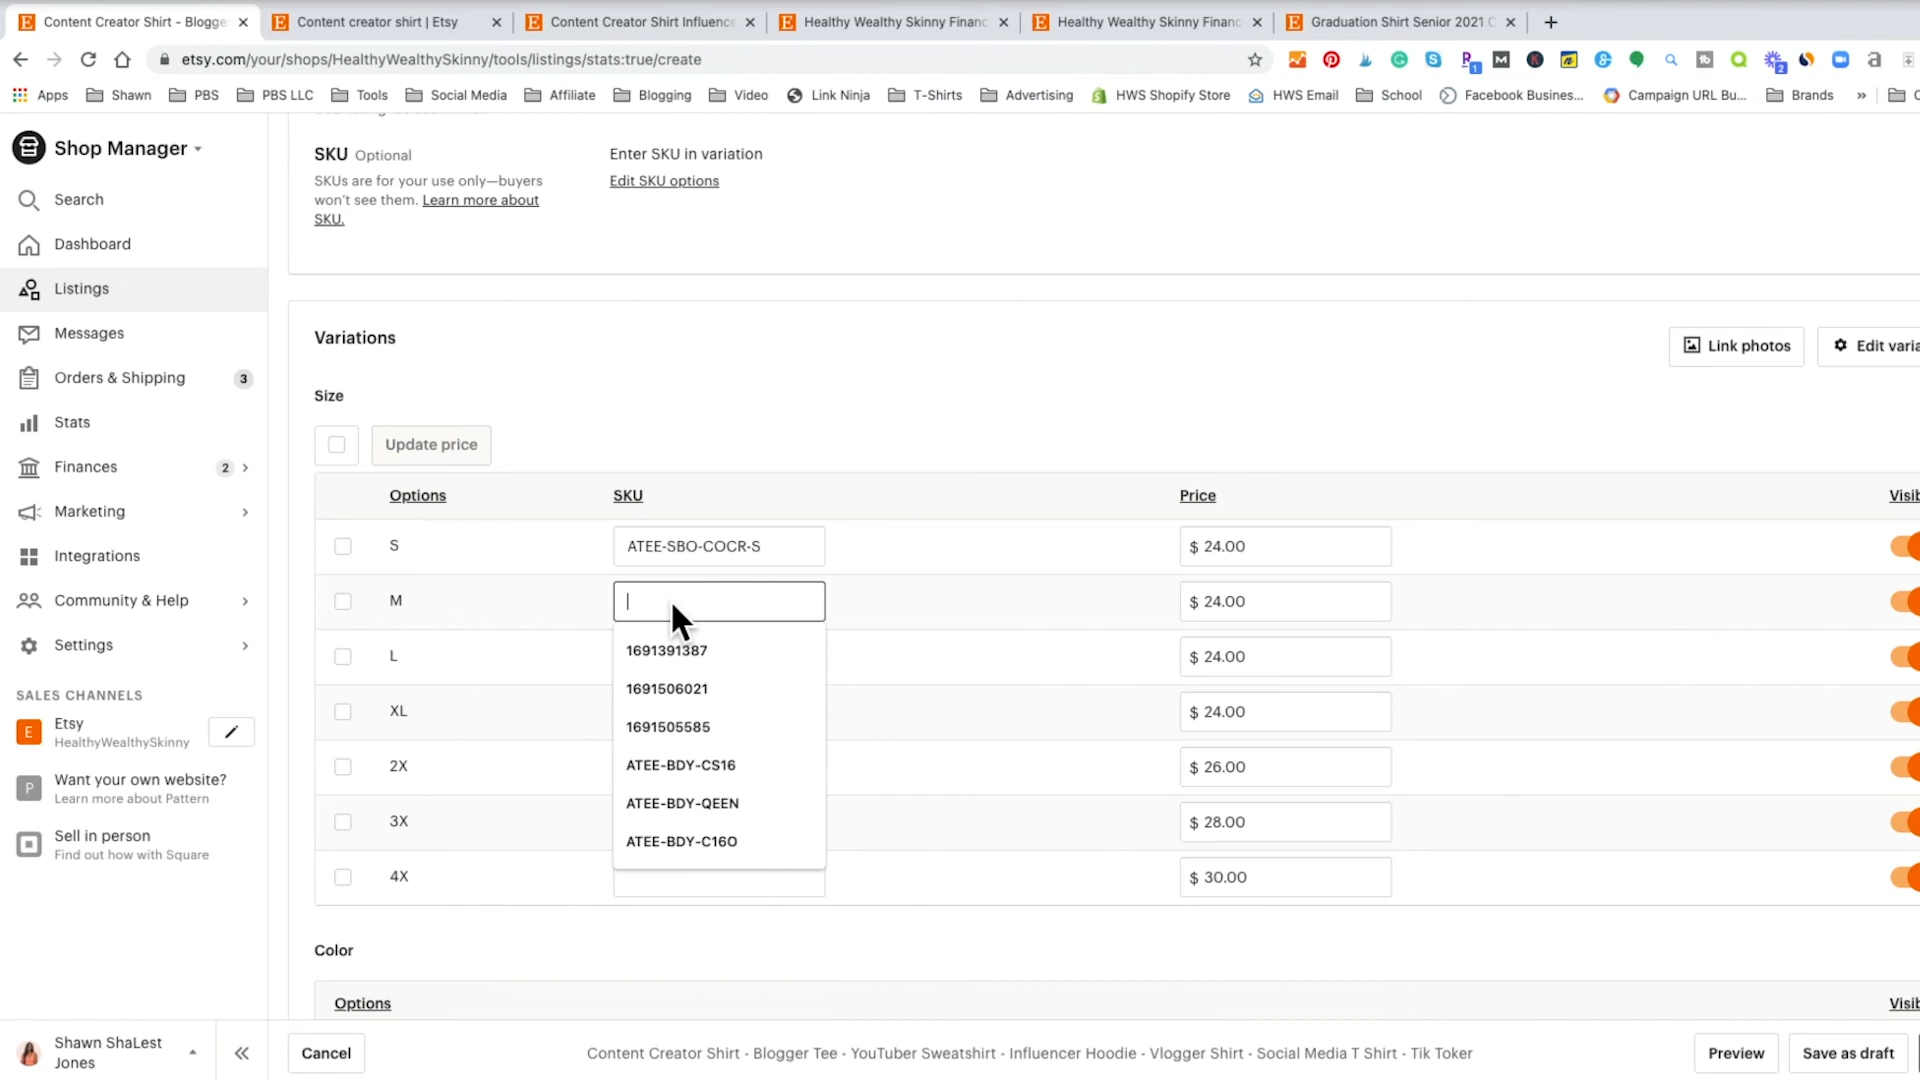 Content Creator Shirt - Blogge
Content creator shirt | Etsy
Content Creator Shirt Influence
Healthy Wealthy Skinny Financ
Healthy Wealthy Skinny Financ
Graduation Shirt Senior 2021 C
etsy.com/your/shops/HealthyWealthySkinny/tools/listings/stats:true/create
Apps
Shawn
PBS
PBS LLC
Tools
Social Media
Affiliate
Blogging
Video
Link Ninja
T-Shirts
Advertising
HWS Shopify Store
HWS Email
School
Facebook Busines...
Campaign URL Bu...
Brands
»
Shop Manager
Search
Dashboard
Listings
Messages
Orders & Shipping 3
Stats
Finances 2
Marketing
Integrations
Community & Help
Settings
SALES CHANNELS
E Etsy
HealthyWealthySkinny
P Want your own website?
Learn more about Pattern
Sell in person
Find out how with Square
Shawn ShaLest
Jones
SKU Optional
SKUs are for your use only—buyers
won't see them. Learn more about
SKU.
Enter SKU in variation
Edit SKU options
Variations
Link photos
Edit varia
Size
Update price
Options SKU Price Visib
S ATEE-SBO-COCR-S $ 24.00
M $ 24.00
L $ 24.00
XL $ 24.00
2X $ 26.00
3X $ 28.00
4X $ 30.00
1691391387
1691506021
1691505585
ATEE-BDY-CS16
ATEE-BDY-QEEN
ATEE-BDY-C16O
Color
Options Visib
Cancel
Content Creator Shirt - Blogger Tee - YouTuber Sweatshirt - Influencer Hoodie - Vlogger Shirt - Social Media T Shirt - Tik Toker
Preview
Save as draft